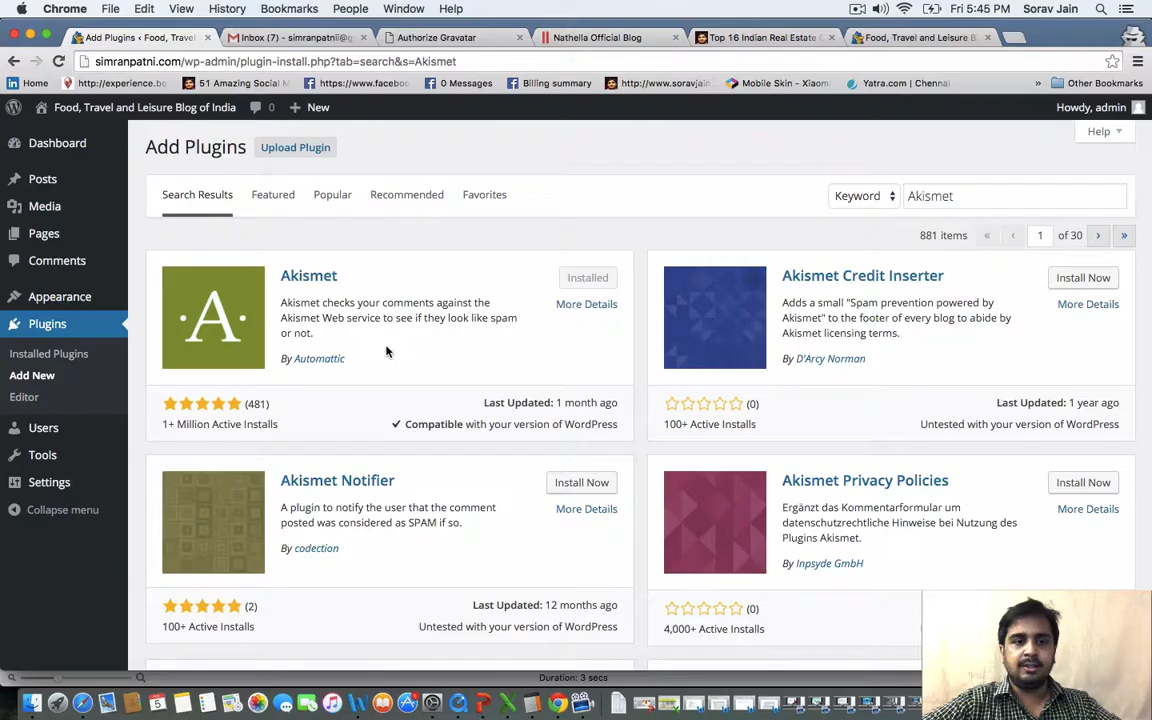 Chrome File Edit View History Bookmarks People Window Help Fri 5:45 PM Sorav Jain
Add Plugins ‹ Food, Travel Inbox (7) - simranpatnii@g Authorize Gravatar Nathella Official Blog Top 16 Indian Real Estate C Food, Travel and Leisure B
simranpatni.com/wp-admin/plugin-install.php?tab=search&s=Akismet
Home http://experience.bo 51 Amazing Social M https://www.facebo 0 Messages Billing summary http://www.soravjain Mobile Skin - Xiaom Yatra.com | Chennai » Other Bookmarks
Food, Travel and Leisure Blog of India 0 + New Howdy, admin
Dashboard
Posts
Media
Pages
Comments
Appearance
Plugins
Installed Plugins
Add New
Editor
Users
Tools
Settings
Collapse menu
Help
Add Plugins Upload Plugin
Search Results Featured Popular Recommended Favorites Keyword Akismet
881 items « ‹ 1 of 30 › »
·A·
Akismet
Installed
More Details
Akismet checks your comments against the
Akismet Web service to see if they look like spam
or not.
By Automattic
(481)
1+ Million Active Installs
Last Updated: 1 month ago
✔ Compatible with your version of WordPress
Akismet Credit Inserter
Install Now
More Details
Adds a small "Spam prevention powered by
Akismet" to the footer of every blog to abide by
Akismet licensing terms.
By D'Arcy Norman
(0)
100+ Active Installs
Last Updated: 1 year ago
Untested with your version of WordPress
Akismet Notifier
Install Now
More Details
A plugin to notify the user that the comment
posted was considered as SPAM if so.
By codection
(2)
100+ Active Installs
Last Updated: 12 months ago
Untested with your version of WordPress
Akismet Privacy Policies
Install Now
More Details
Ergänzt das Kommentarformular um
datenschutzrechtliche Hinweise bei Nutzung des
Plugins Akismet.
By Inpsyde GmbH
(0)
4,000+ Active Installs
Duration: 3 secs